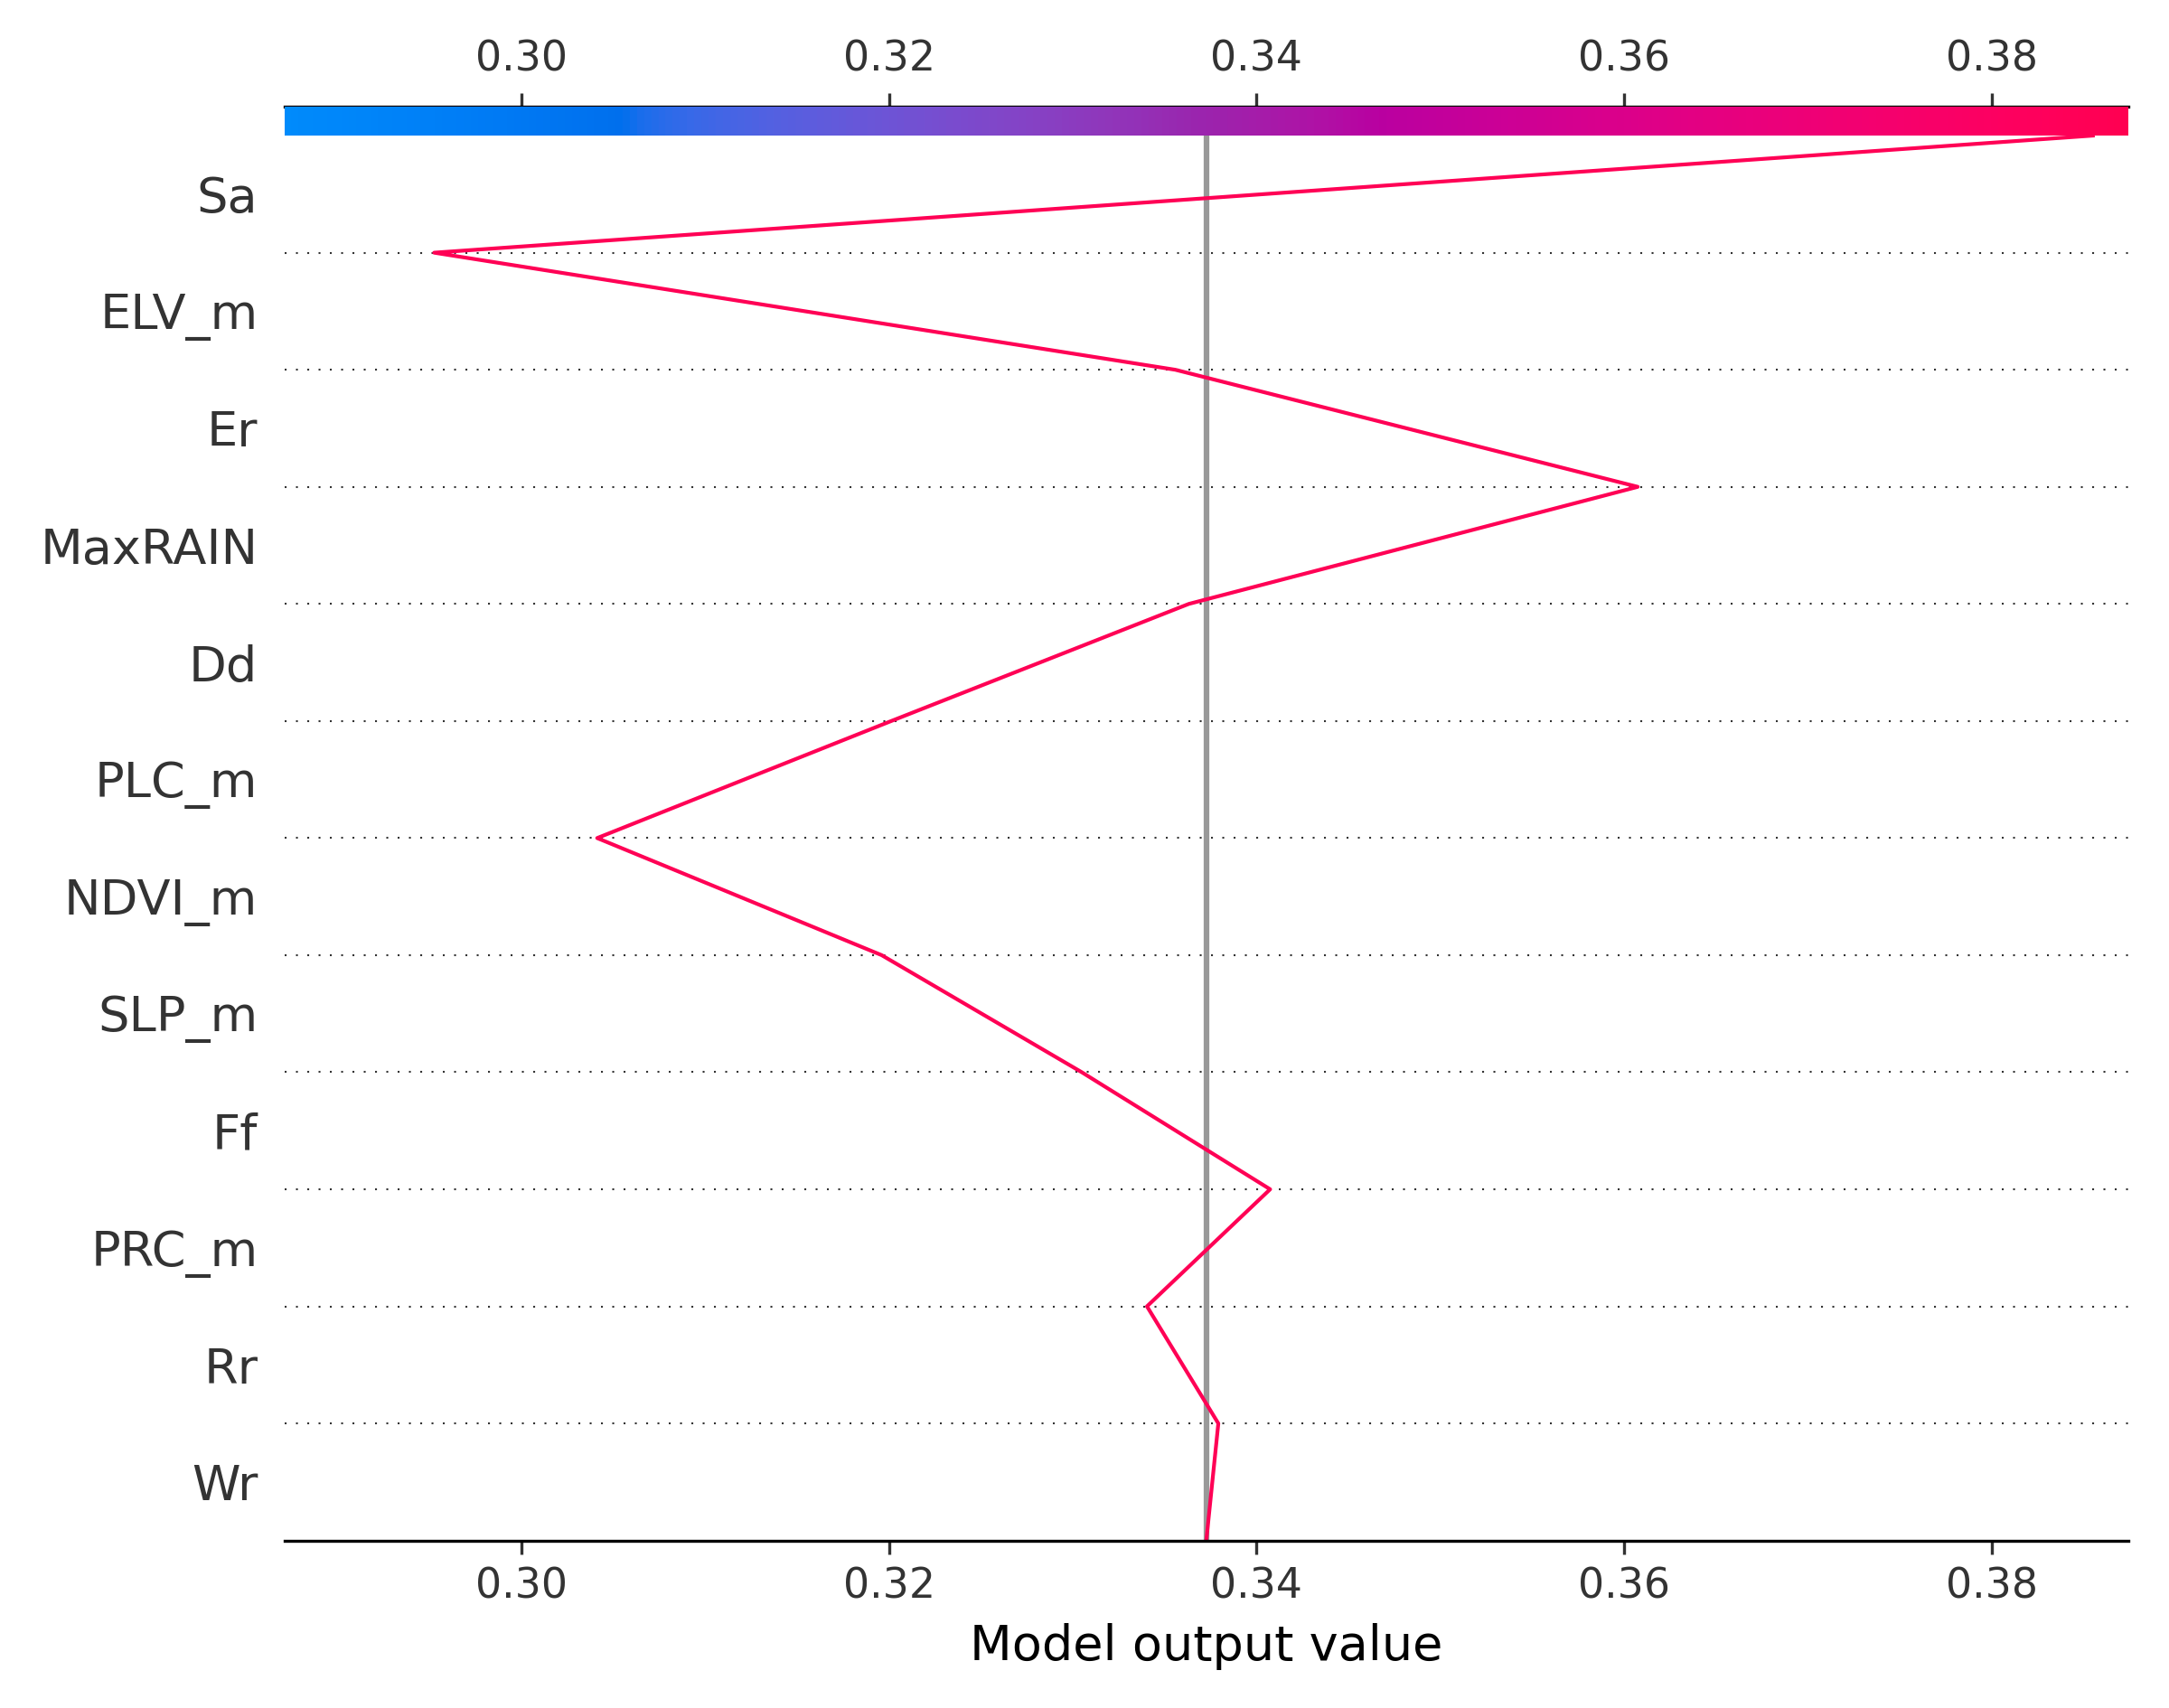 0.30 0.32 0.34 0.36 0.38
Sa
ELV_m
Er
MaxRAIN
Dd
PLC_m
NDVI_m
SLP_m
Ff
PRC_m
Rr
Wr
0.30 0.32 0.34 0.36 0.38
Model output value